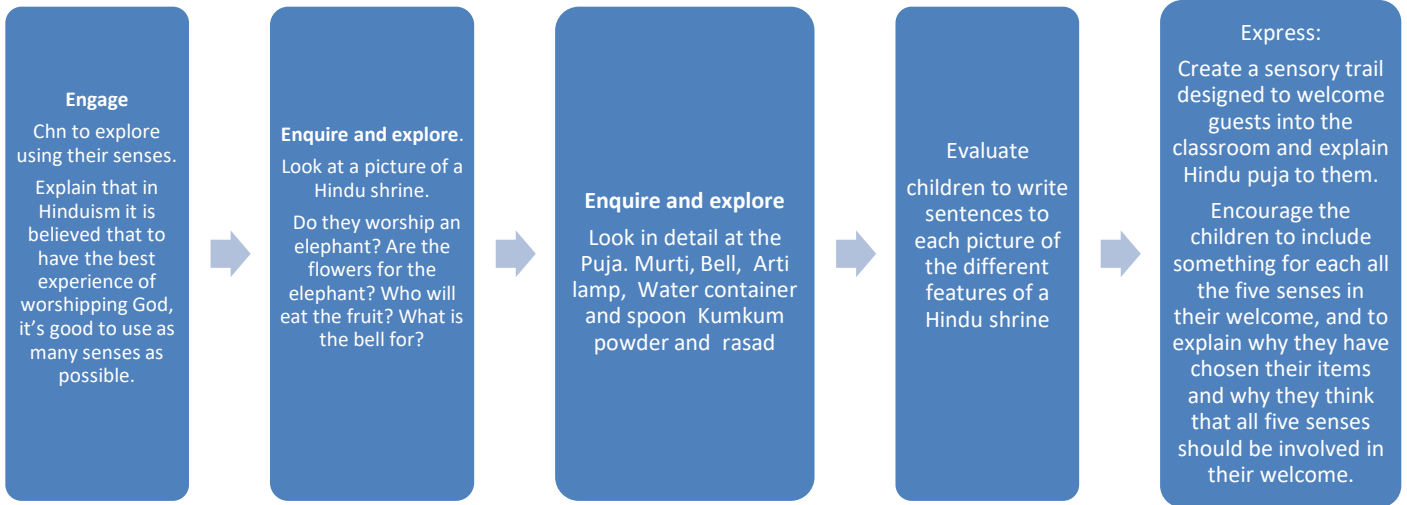 Engage
Chn to explore
using their senses.
Explain that in
Hinduism it is
believed that to
have the best
experience of
worshipping God,
it's good to use as
many senses as
possible.
Enquire and explore.
Look at a picture of a
Hindu shrine.
Do they worship an
elephant? Are the
flowers for the
elephant? Who will
eat the fruit? What is
the bell for?
Enquire and explore
Look in detail at the
Puja. Murti, Bell, Arti
lamp, Water container
and spoon Kumkum
powder and rasad
Evaluate
children to write
sentences to
each picture of
the different
features of a
Hindu shrine
Express:
Create a sensory trail
designed to welcome
guests into the
classroom and explain
Hindu puja to them.
Encourage the
children to include
something for each all
the five senses in
their welcome, and to
explain why they have
chosen their items
and why they think
that all five senses
should be involved in
their welcome.